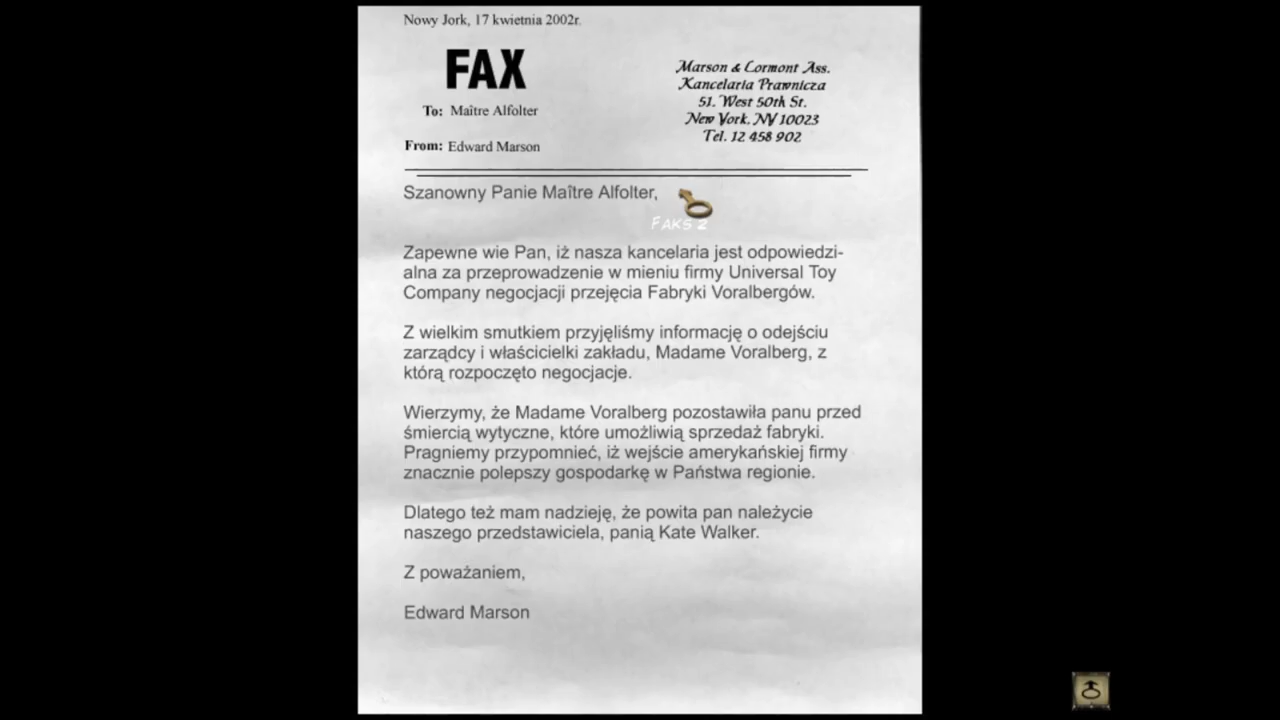 Nowy Jork, 17 kwietnia 2002r.
FAX
To: Maître Alfolter
From: Edward Marson
Marson & Lormont Ass.
Kancelaria Prawnicza
51. West 50th St.
New York. NY 10023
Tel. 12 458 902
Szanowny Panie Maître Alfolter,
FAKS 2
Zapewne wie Pan, iż nasza kancelaria jest odpowiedzi-
alna za przeprowadzenie w mieniu firmy Universal Toy
Company negocjacji przejęcia Fabryki Voralbergów.
Z wielkim smutkiem przyjęliśmy informację o odejściu
zarządcy i właścicielki zakładu, Madame Voralberg, z
którą rozpoczęto negocjacje.
Wierzymy, że Madame Voralberg pozostawiła panu przed
śmiercią wytyczne, które umożliwią sprzedaż fabryki.
Pragniemy przypomnieć, iż wejście amerykańskiej firmy
znacznie polepszy gospodarkę w Państwa regionie.
Dlatego też mam nadzieję, że powita pan należycie
naszego przedstawiciela, panią Kate Walker.
Z poważaniem,
Edward Marson